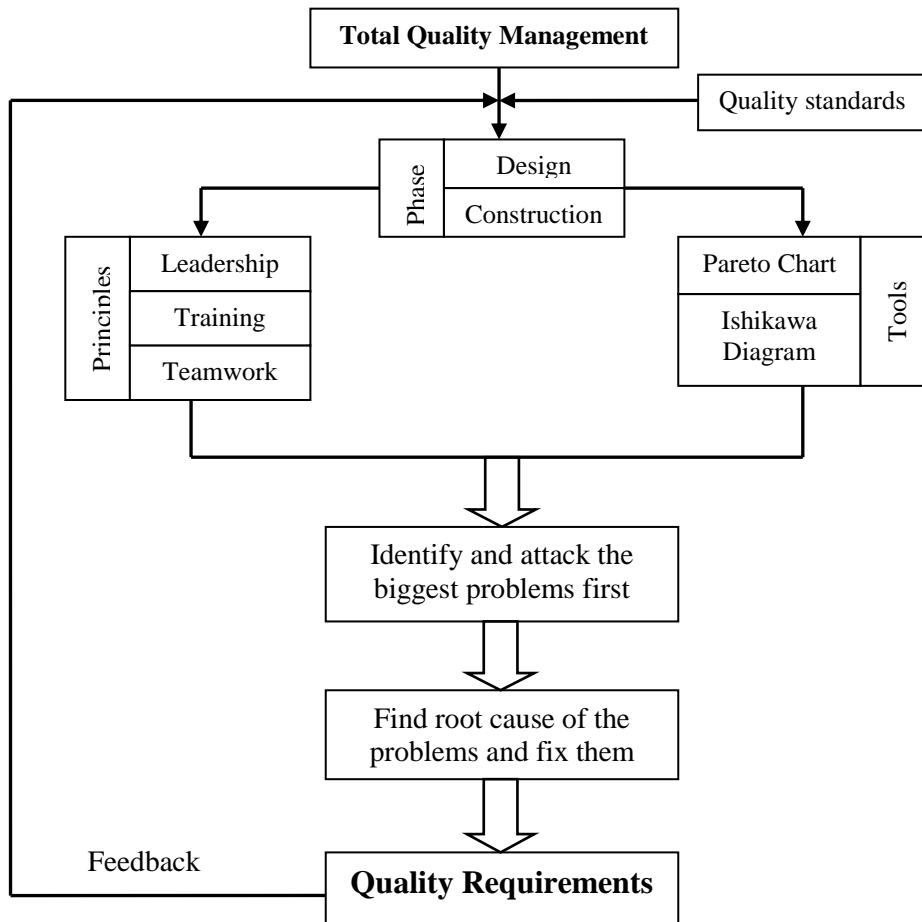 Total Quality Management
Quality standards
Phase
Design
Construction
Principles
Leadership
Training
Teamwork
Pareto Chart
Ishikawa
Diagram
Tools
Identify and attack the
biggest problems first
Find root cause of the
problems and fix them
Feedback
Quality Requirements